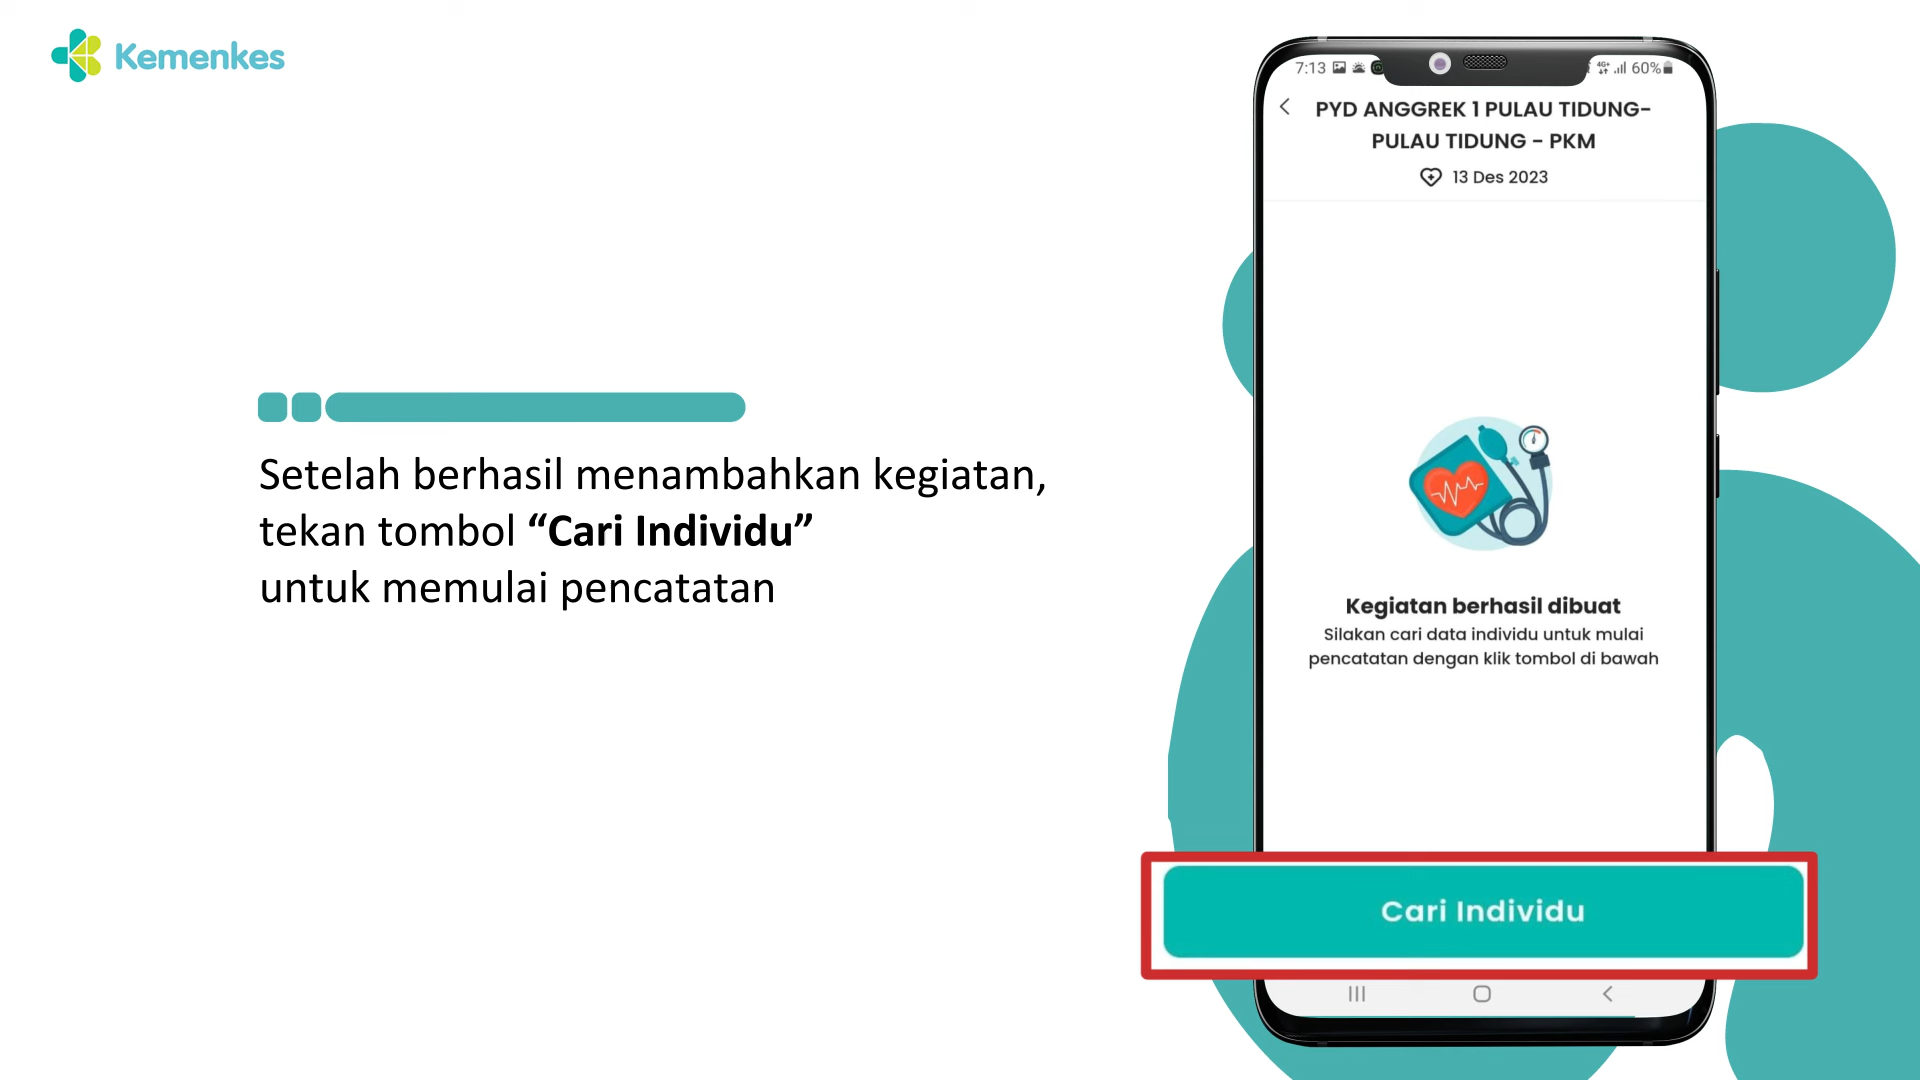 Kemenkes
Setelah berhasil menambahkan kegiatan,
tekan tombol “Cari Individu”
untuk memulai pencatatan
7:13
4G+
60%
PYD ANGGREK 1 PULAU TIDUNG-
PULAU TIDUNG - PKM
13 Des 2023
Kegiatan berhasil dibuat
Silakan cari data individu untuk mulai
pencatatan dengan klik tombol di bawah
Cari Individu